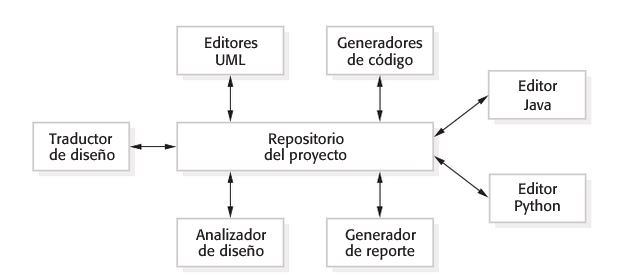 Editores
UML
Generadores
de código
Editor
Java
Traductor
de diseño
Repositorio
del proyecto
Editor
Python
Analizador
de diseño
Generador
de reporte